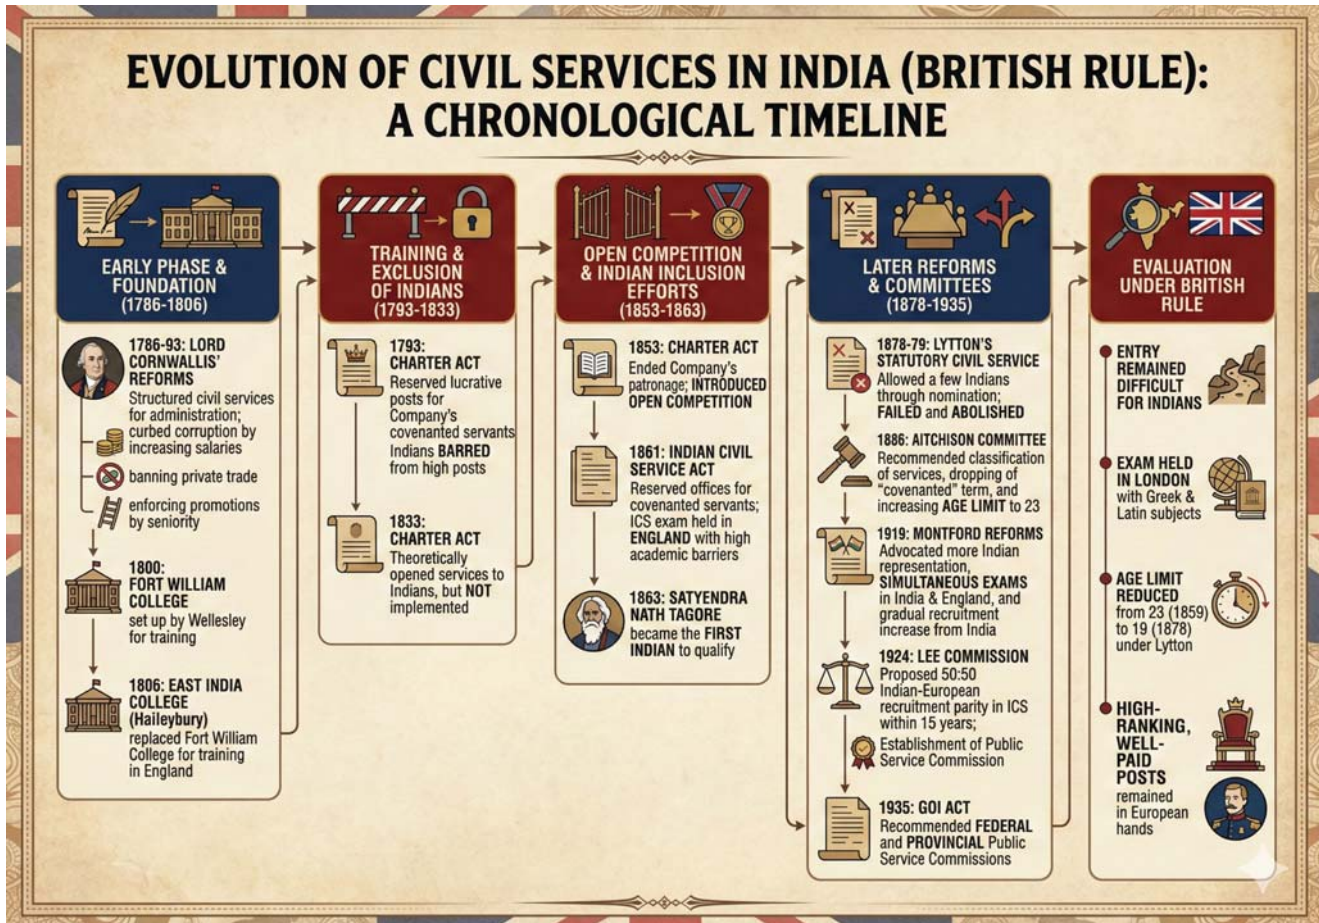 EVOLUTION OF CIVIL SERVICES IN INDIA (BRITISH RULE):
A CHRONOLOGICAL TIMELINE
EARLY PHASE &
FOUNDATION
(1786-1806)
1786-93: LORD
CORNWALLIS'
REFORMS
Structured civil services
for administration;
curbed corruption by
increasing salaries
banning private trade
enforcing promotions
by seniority
1800:
FORT WILLIAM
COLLEGE
set up by Wellesley
for training
1806: EAST INDIA
COLLEGE
(Haileybury)
replaced Fort William
College for training
in England
TRAINING &
EXCLUSION
OF INDIANS
(1793-1833)
1793:
CHARTER ACT
Reserved lucrative
posts for
Company's
covenanted servants
Indians BARRED
from high posts
1833:
CHARTER ACT
Theoretically
opened services to
Indians, but NOT
implemented
OPEN COMPETITION
& INDIAN INCLUSION
EFFORTS
(1853-1863)
1853: CHARTER ACT
Ended Company's
patronage; INTRODUCED
OPEN COMPETITION
1861: INDIAN CIVIL
SERVICE ACT
Reserved offices for
covenanted servants;
ICS exam held in
ENGLAND with high
academic barriers
1863: SATYENDRA
NATH TAGORE
became the FIRST
INDIAN to qualify
LATER REFORMS
& COMMITTEES
(1878-1935)
1878-79: LYTTON'S
STATUTORY CIVIL SERVICE
Allowed a few Indians
through nomination;
FAILED and ABOLISHED
1886: AITCHISON COMMITTEE
Recommended classification
of services, dropping of
"covenanted" term, and
increasing AGE LIMIT to 23
1919: MONTFORD REFORMS
Advocated more Indian
representation,
SIMULTANEOUS EXAMS
in India & England, and
gradual recruitment
increase from India
1924: LEE COMMISSION
Proposed 50:50
Indian-European
recruitment parity in ICS
within 15 years;
Establishment of Public
Service Commission
1935: GOI ACT
Recommended FEDERAL
and PROVINCIAL Public
Service Commissions
EVALUATION
UNDER BRITISH
RULE
ENTRY
REMAINED
DIFFICULT
FOR INDIANS
EXAM HELD
IN LONDON
with Greek &
Latin subjects
AGE LIMIT
REDUCED
from 23 (1859)
to 19 (1878)
under Lytton
HIGH-
RANKING,
WELL-
PAID
POSTS
remained
in European
hands